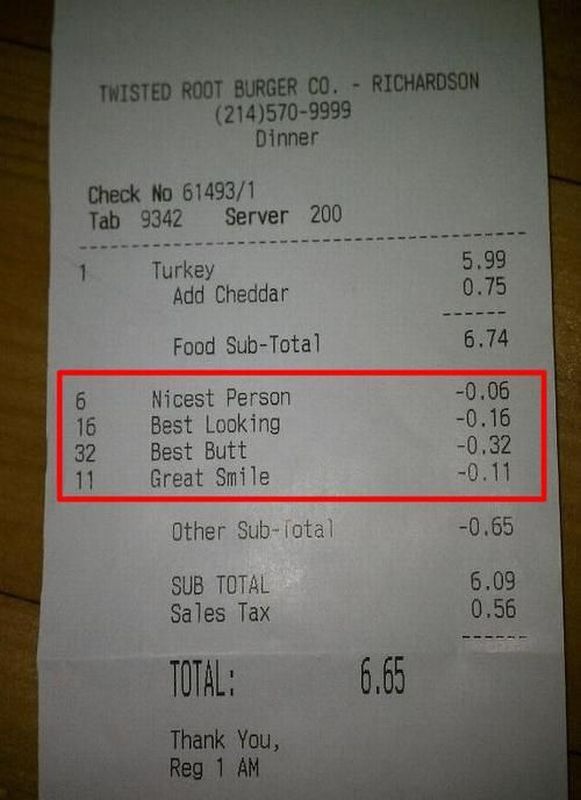 TWISTED ROOT BURGER CO. - RICHARDSON
(214)570-9999
Dinner
Check No 61493/1
Tab 9342 Server 200
1 Turkey 5.99
Add Cheddar 0.75
Food Sub-Total 6.74
6 Nicest Person -0.06
16 Best Looking -0.16
32 Best Butt -0.32
11 Great Smile -0.11
Other Sub-Total -0.65
SUB TOTAL 6.09
Sales Tax 0.56
TOTAL: 6.65
Thank You,
Reg 1 AM